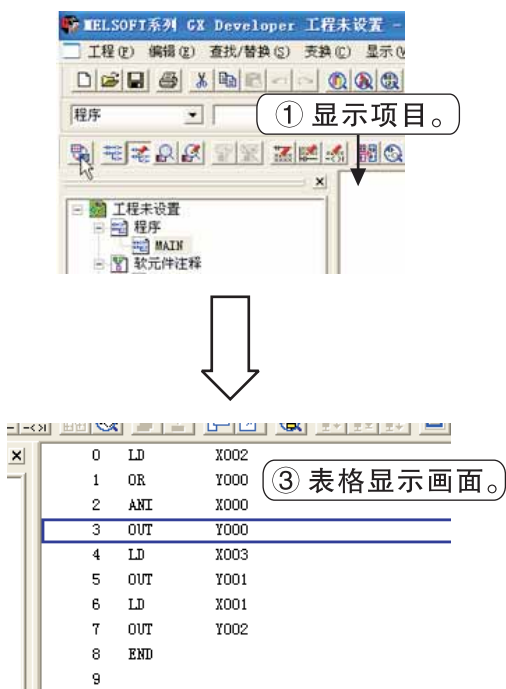 MELSOFT系列 GX Developer 工程未设置 -
工程(F) 编辑(E) 查找/替换(S) 变换(C) 显示(V
程序
① 显示项目。
工程未设置
程序
MAIN
软元件注释
0 LD X002
1 OR Y000
2 ANI X000
3 OUT Y000
4 LD X003
5 OUT Y001
6 LD X001
7 OUT Y002
8 END
9
③ 表格显示画面。